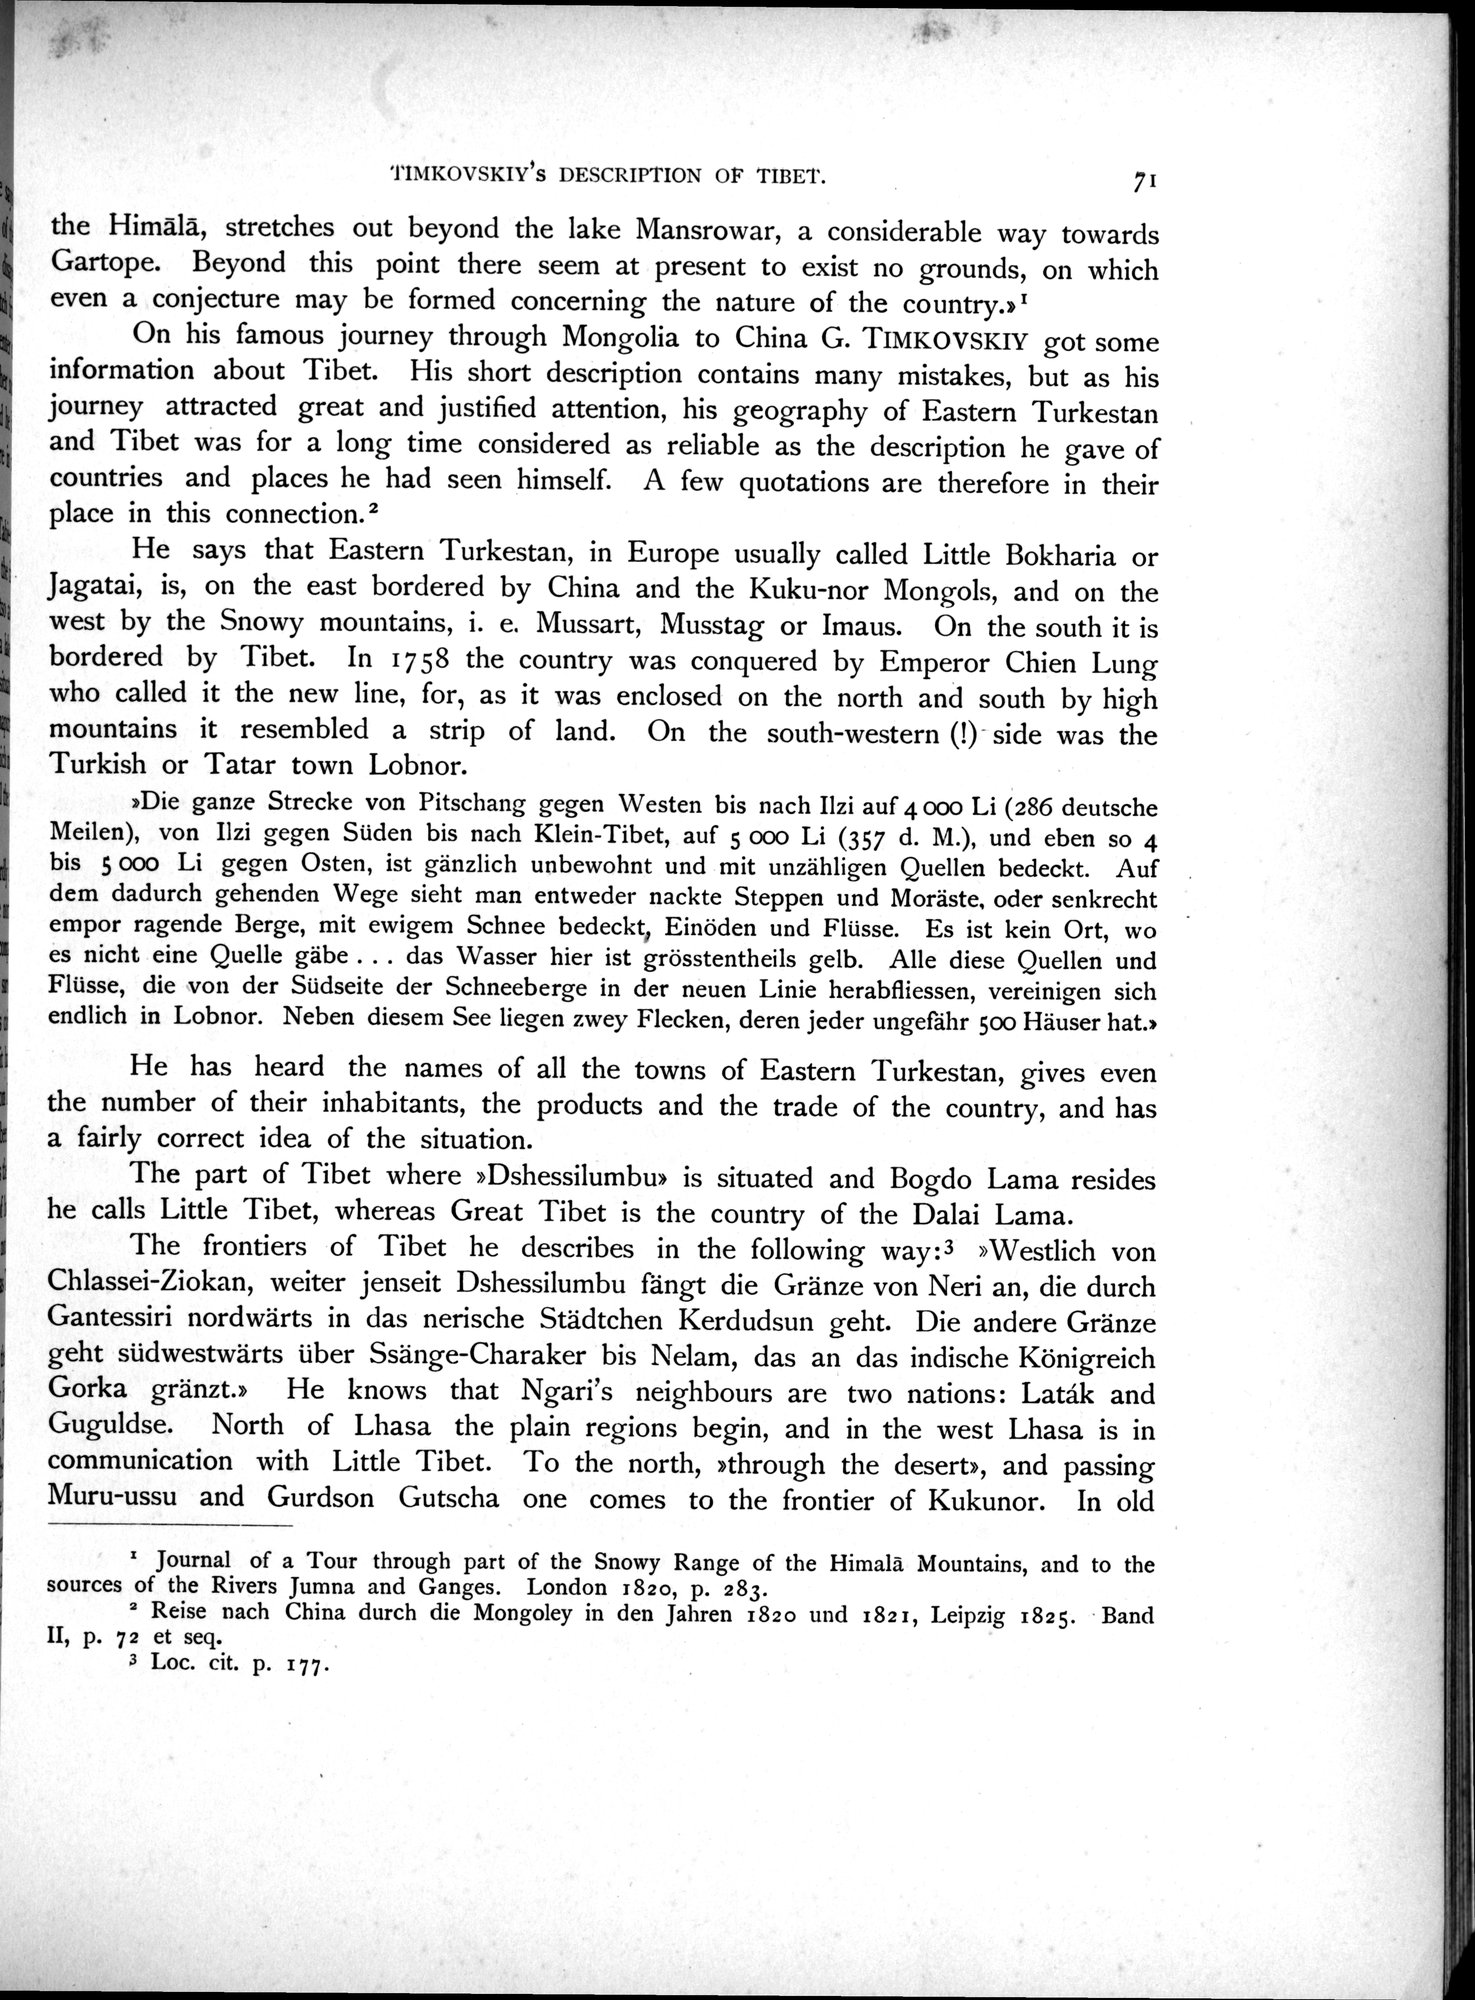 TIMKOVSKIY's DESCRIPTION OF TIBET. 71
the Himālā, stretches out beyond the lake Mansrowar, a considerable way towards
Gartope. Beyond this point there seem at present to exist no grounds, on which
even a conjecture may be formed concerning the nature of the country.»¹
On his famous journey through Mongolia to China G. TIMKOVSKIY got some
information about Tibet. His short description contains many mistakes, but as his
journey attracted great and justified attention, his geography of Eastern Turkestan
and Tibet was for a long time considered as reliable as the description he gave of
countries and places he had seen himself. A few quotations are therefore in their
place in this connection.²
He says that Eastern Turkestan, in Europe usually called Little Bokharia or
Jagatai, is, on the east bordered by China and the Kuku-nor Mongols, and on the
west by the Snowy mountains, i. e. Mussart, Musstag or Imaus. On the south it is
bordered by Tibet. In 1758 the country was conquered by Emperor Chien Lung
who called it the new line, for, as it was enclosed on the north and south by high
mountains it resembled a strip of land. On the south-western (!) side was the
Turkish or Tatar town Lobnor.
»Die ganze Strecke von Pitschang gegen Westen bis nach Ilzi auf 4 000 Li (286 deutsche
Meilen), von Ilzi gegen Süden bis nach Klein-Tibet, auf 5 000 Li (357 d. M.), und eben so 4
bis 5 000 Li gegen Osten, ist gänzlich unbewohnt und mit unzähligen Quellen bedeckt. Auf
dem dadurch gehenden Wege sieht man entweder nackte Steppen und Moräste, oder senkrecht
empor ragende Berge, mit ewigem Schnee bedeckt, Einöden und Flüsse. Es ist kein Ort, wo
es nicht eine Quelle gäbe . . . das Wasser hier ist grösstentheils gelb. Alle diese Quellen und
Flüsse, die von der Südseite der Schneeberge in der neuen Linie herabfliessen, vereinigen sich
endlich in Lobnor. Neben diesem See liegen zwey Flecken, deren jeder ungefähr 500 Häuser hat.»
He has heard the names of all the towns of Eastern Turkestan, gives even
the number of their inhabitants, the products and the trade of the country, and has
a fairly correct idea of the situation.
The part of Tibet where »Dshessilumbu» is situated and Bogdo Lama resides
he calls Little Tibet, whereas Great Tibet is the country of the Dalai Lama.
The frontiers of Tibet he describes in the following way:³ »Westlich von
Chlassei-Ziokan, weiter jenseit Dshessilumbu fängt die Gränze von Neri an, die durch
Gantessiri nordwärts in das nerische Städtchen Kerdudsun geht. Die andere Gränze
geht südwestwärts über Ssänge-Charaker bis Nelam, das an das indische Königreich
Gorka gränzt.» He knows that Ngari's neighbours are two nations: Laták and
Guguldse. North of Lhasa the plain regions begin, and in the west Lhasa is in
communication with Little Tibet. To the north, »through the desert», and passing
Muru-ussu and Gurdson Gutscha one comes to the frontier of Kukunor. In old
¹ Journal of a Tour through part of the Snowy Range of the Himalā Mountains, and to the
sources of the Rivers Jumna and Ganges. London 1820, p. 283.
² Reise nach China durch die Mongoley in den Jahren 1820 und 1821, Leipzig 1825. Band
II, p. 72 et seq.
³ Loc. cit. p. 177.